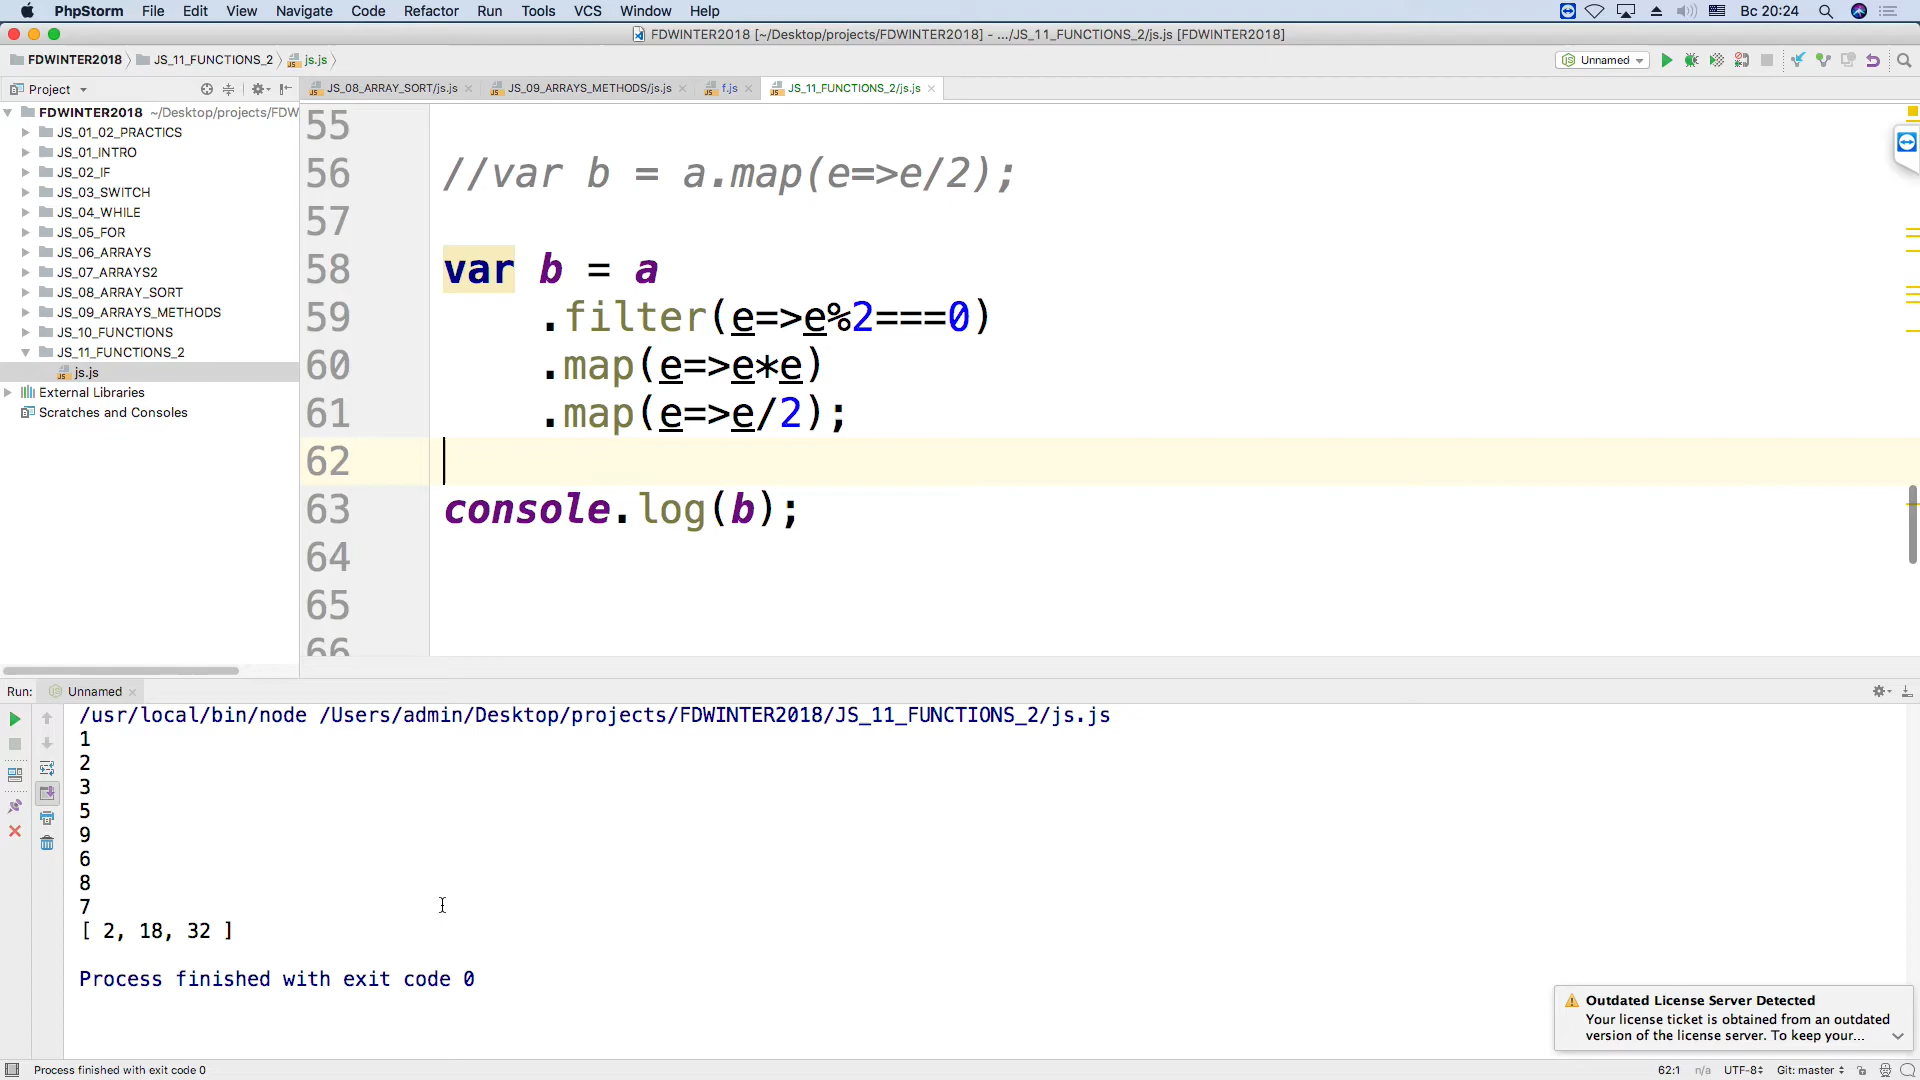 PhpStorm File Edit View Navigate Code Refactor Run Tools VCS Window Help Вс 20:24
FDWINTER2018 [~/Desktop/projects/FDWINTER2018] - .../JS_11_FUNCTIONS_2/js.js [FDWINTER2018]
FDWINTER2018 JS_11_FUNCTIONS_2 js.js Unnamed
Project JS_08_ARRAY_SORT/js.js JS_09_ARRAYS_METHODS/js.js f.js JS_11_FUNCTIONS_2/js.js
FDWINTER2018 ~/Desktop/projects/FDW
JS_01_02_PRACTICS
JS_01_INTRO
JS_02_IF
JS_03_SWITCH
JS_04_WHILE
JS_05_FOR
JS_06_ARRAYS
JS_07_ARRAYS2
JS_08_ARRAY_SORT
JS_09_ARRAYS_METHODS
JS_10_FUNCTIONS
JS_11_FUNCTIONS_2
js.js
External Libraries
Scratches and Consoles
55
56 //var b = a.map(e=>e/2);
57
58 var b = a
59 .filter(e=>e%2===0)
60 .map(e=>e*e)
61 .map(e=>e/2);
62
63 console.log(b);
64
65
66
Run: Unnamed
/usr/local/bin/node /Users/admin/Desktop/projects/FDWINTER2018/JS_11_FUNCTIONS_2/js.js
1
2
3
5
9
6
8
7
[ 2, 18, 32 ]
Process finished with exit code 0
Outdated License Server Detected
Your license ticket is obtained from an outdated
version of the license server. To keep your...
Process finished with exit code 0 62:1 n/a UTF-8 Git: master